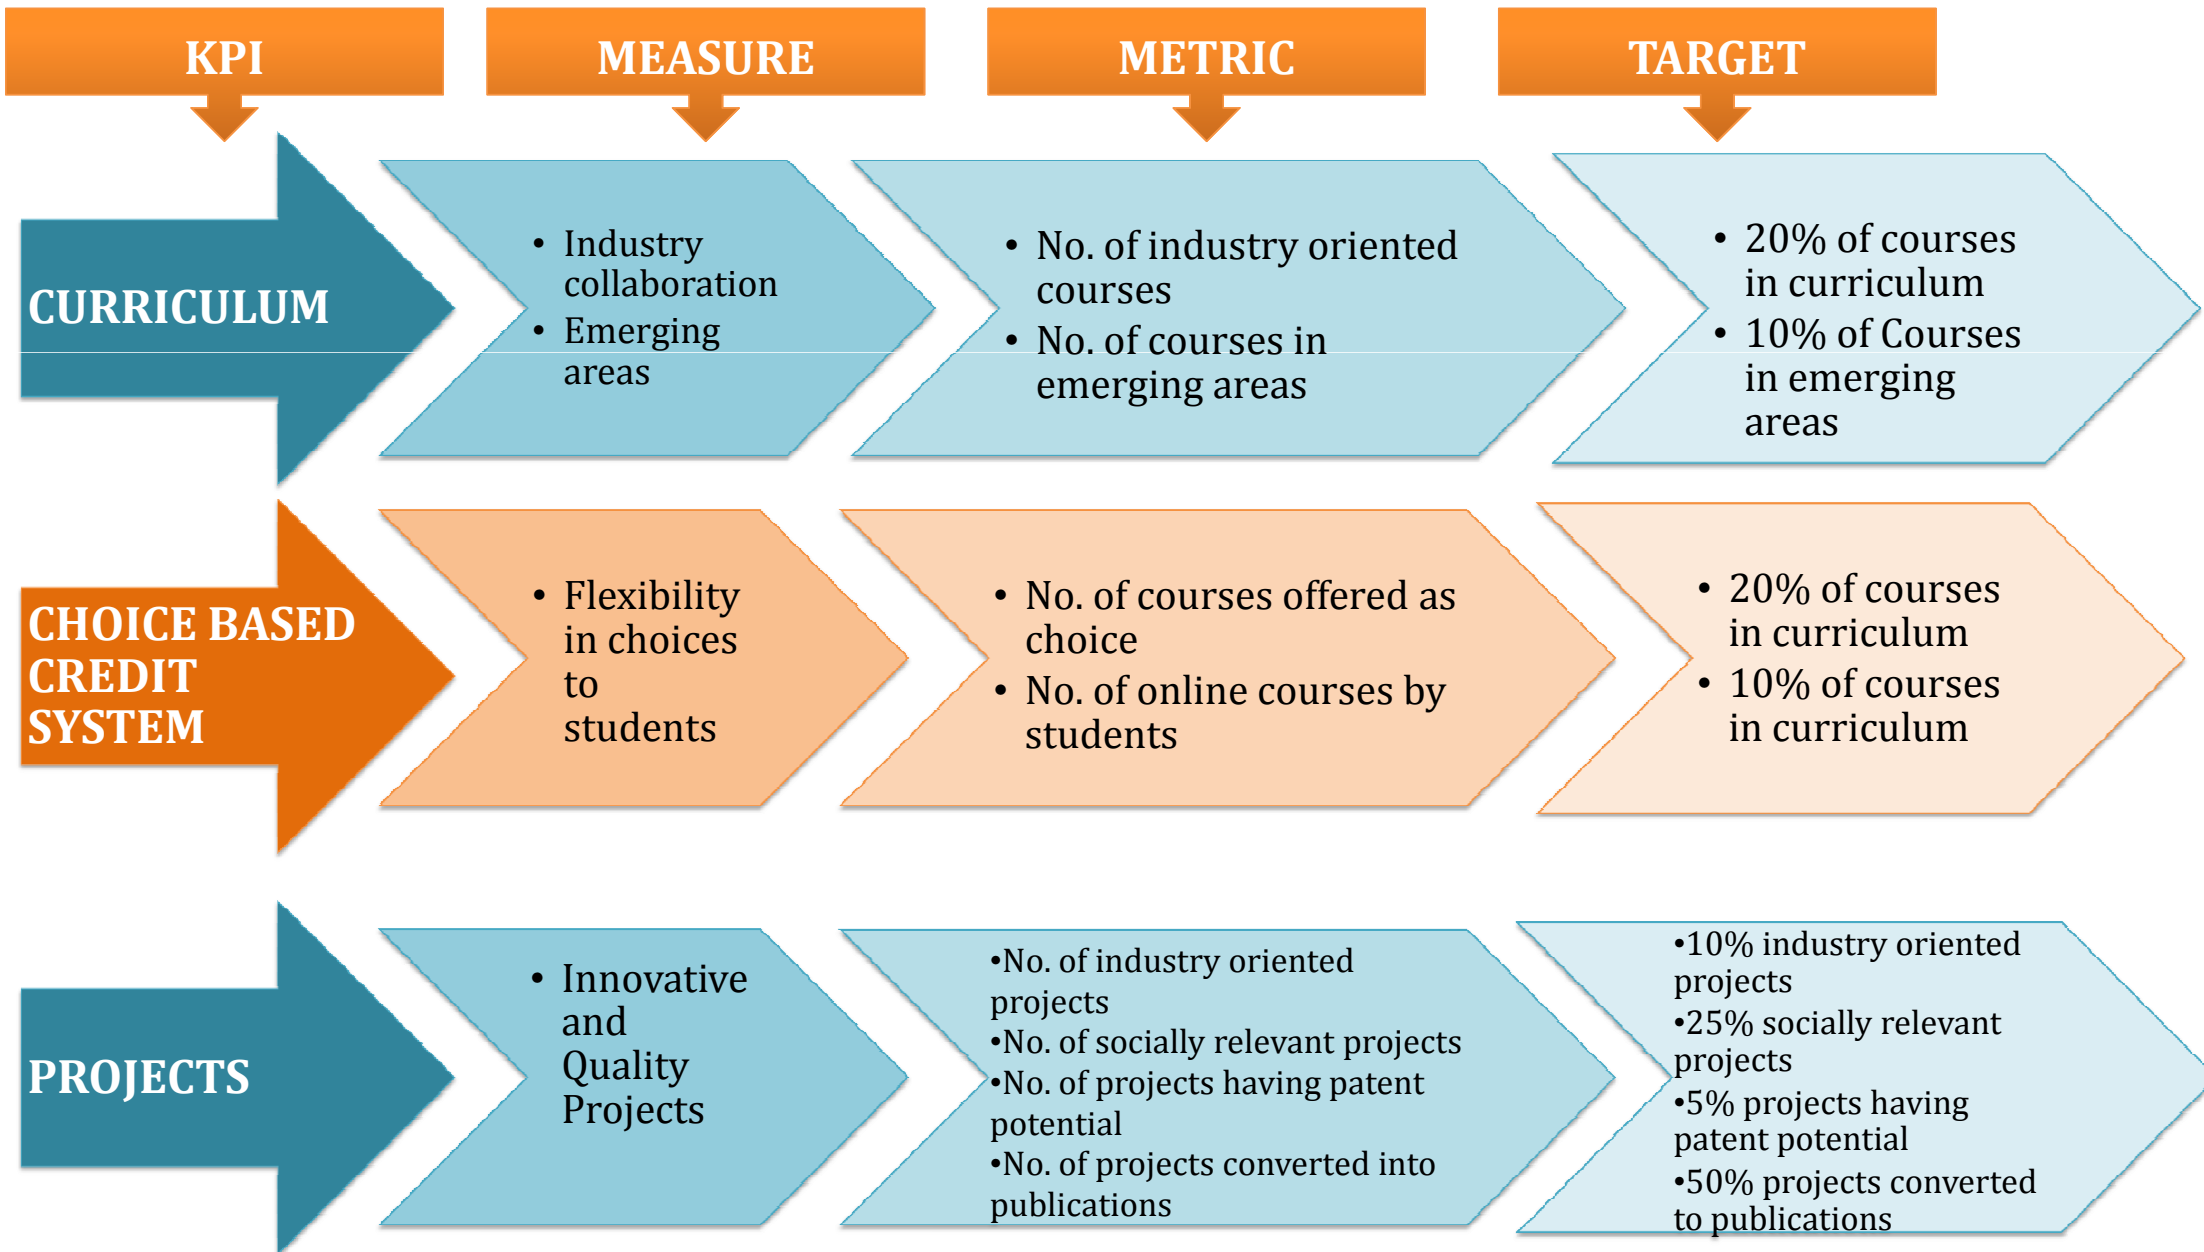 KPI
MEASURE
METRIC
TARGET
CURRICULUM
• Industry
collaboration
• Emerging
areas
• No. of industry oriented
courses
• No. of courses in
emerging areas
• 20% of courses
in curriculum
• 10% of Courses
in emerging
areas
CHOICE BASED
CREDIT
SYSTEM
• Flexibility
in choices
to
students
• No. of courses offered as
choice
• No. of online courses by
students
• 20% of courses
in curriculum
• 10% of courses
in curriculum
PROJECTS
• Innovative
and
Quality
Projects
•No. of industry oriented
projects
•No. of socially relevant projects
•No. of projects having patent
potential
•No. of projects converted into
publications
•10% industry oriented
projects
•25% socially relevant
projects
•5% projects having
patent potential
•50% projects converted
to publications